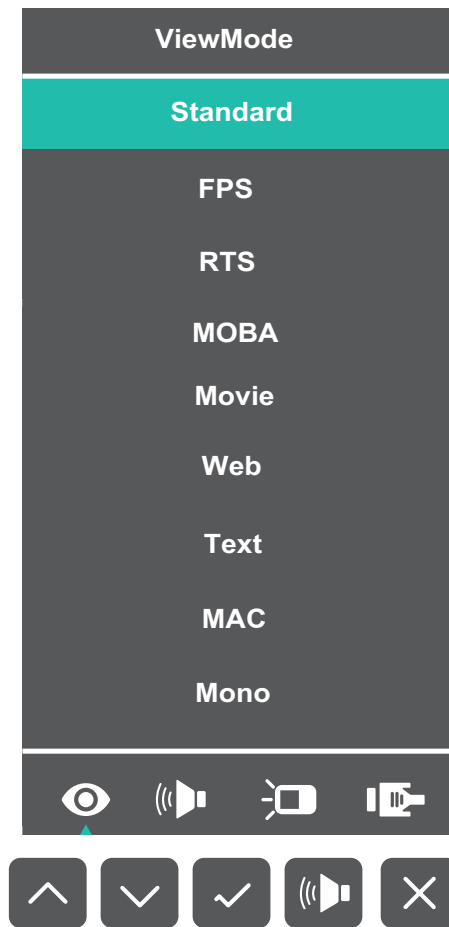 ViewMode
Standard
FPS
RTS
MOBA
Movie
Web
Text
MAC
Mono